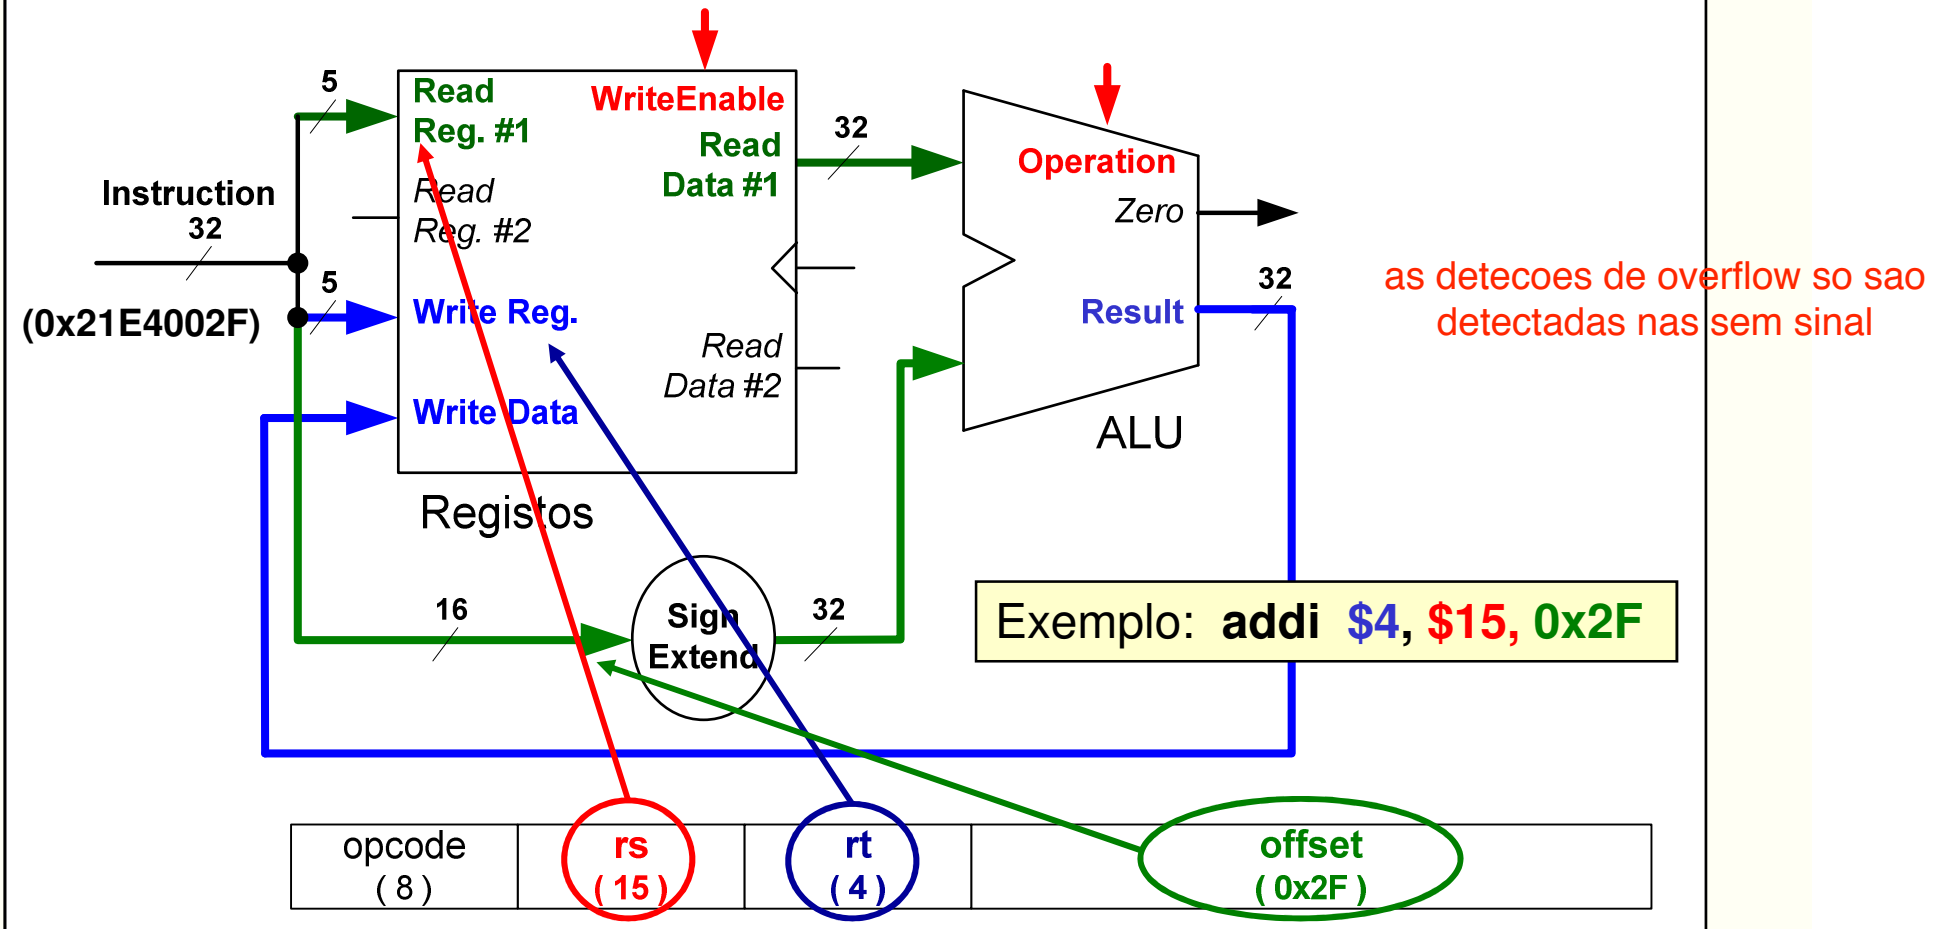 5
Read
Reg. #1
WriteEnable
Read
Data #1
32
Operation
Zero
Instruction
32
(0x21E4002F)
Read
Reg. #2
5
Write Reg.
Result
32
as detecoes de overflow so sao
detectadas nas sem sinal
Read
Data #2
Write Data
ALU
Registos
16
Sign
Extend
32
Exemplo: addi $4, $15, 0x2F
opcode
( 8 )
rs
( 15 )
rt
( 4 )
offset
( 0x2F )